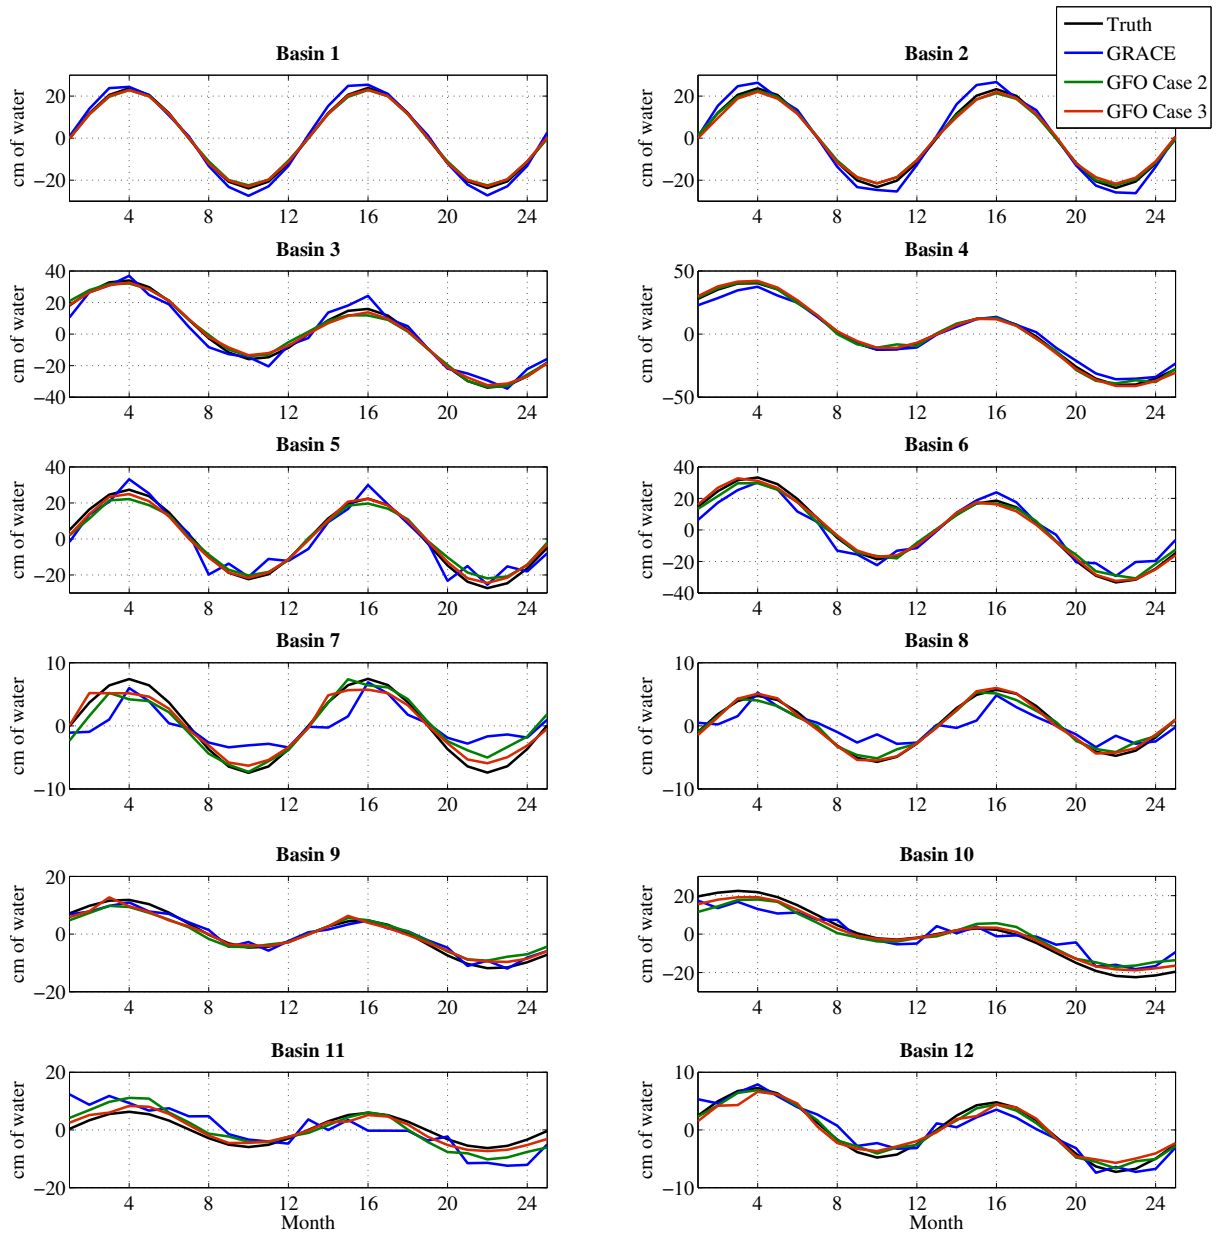 Truth
GRACE
GFO Case 2
GFO Case 3
Basin 1
cm of water
20
0
−20
4 8 12 16 20 24
Basin 2
cm of water
20
0
−20
4 8 12 16 20 24
Basin 3
cm of water
40
20
0
−20
−40
4 8 12 16 20 24
Basin 4
cm of water
50
0
−50
4 8 12 16 20 24
Basin 5
cm of water
40
20
0
−20
4 8 12 16 20 24
Basin 6
cm of water
40
20
0
−20
−40
4 8 12 16 20 24
Basin 7
cm of water
10
0
−10
4 8 12 16 20 24
Basin 8
cm of water
10
0
−10
4 8 12 16 20 24
Basin 9
cm of water
20
0
−20
4 8 12 16 20 24
Basin 10
cm of water
20
0
−20
4 8 12 16 20 24
Basin 11
cm of water
20
0
−20
4 8 12 16 20 24
Month
Basin 12
cm of water
10
0
−10
4 8 12 16 20 24
Month